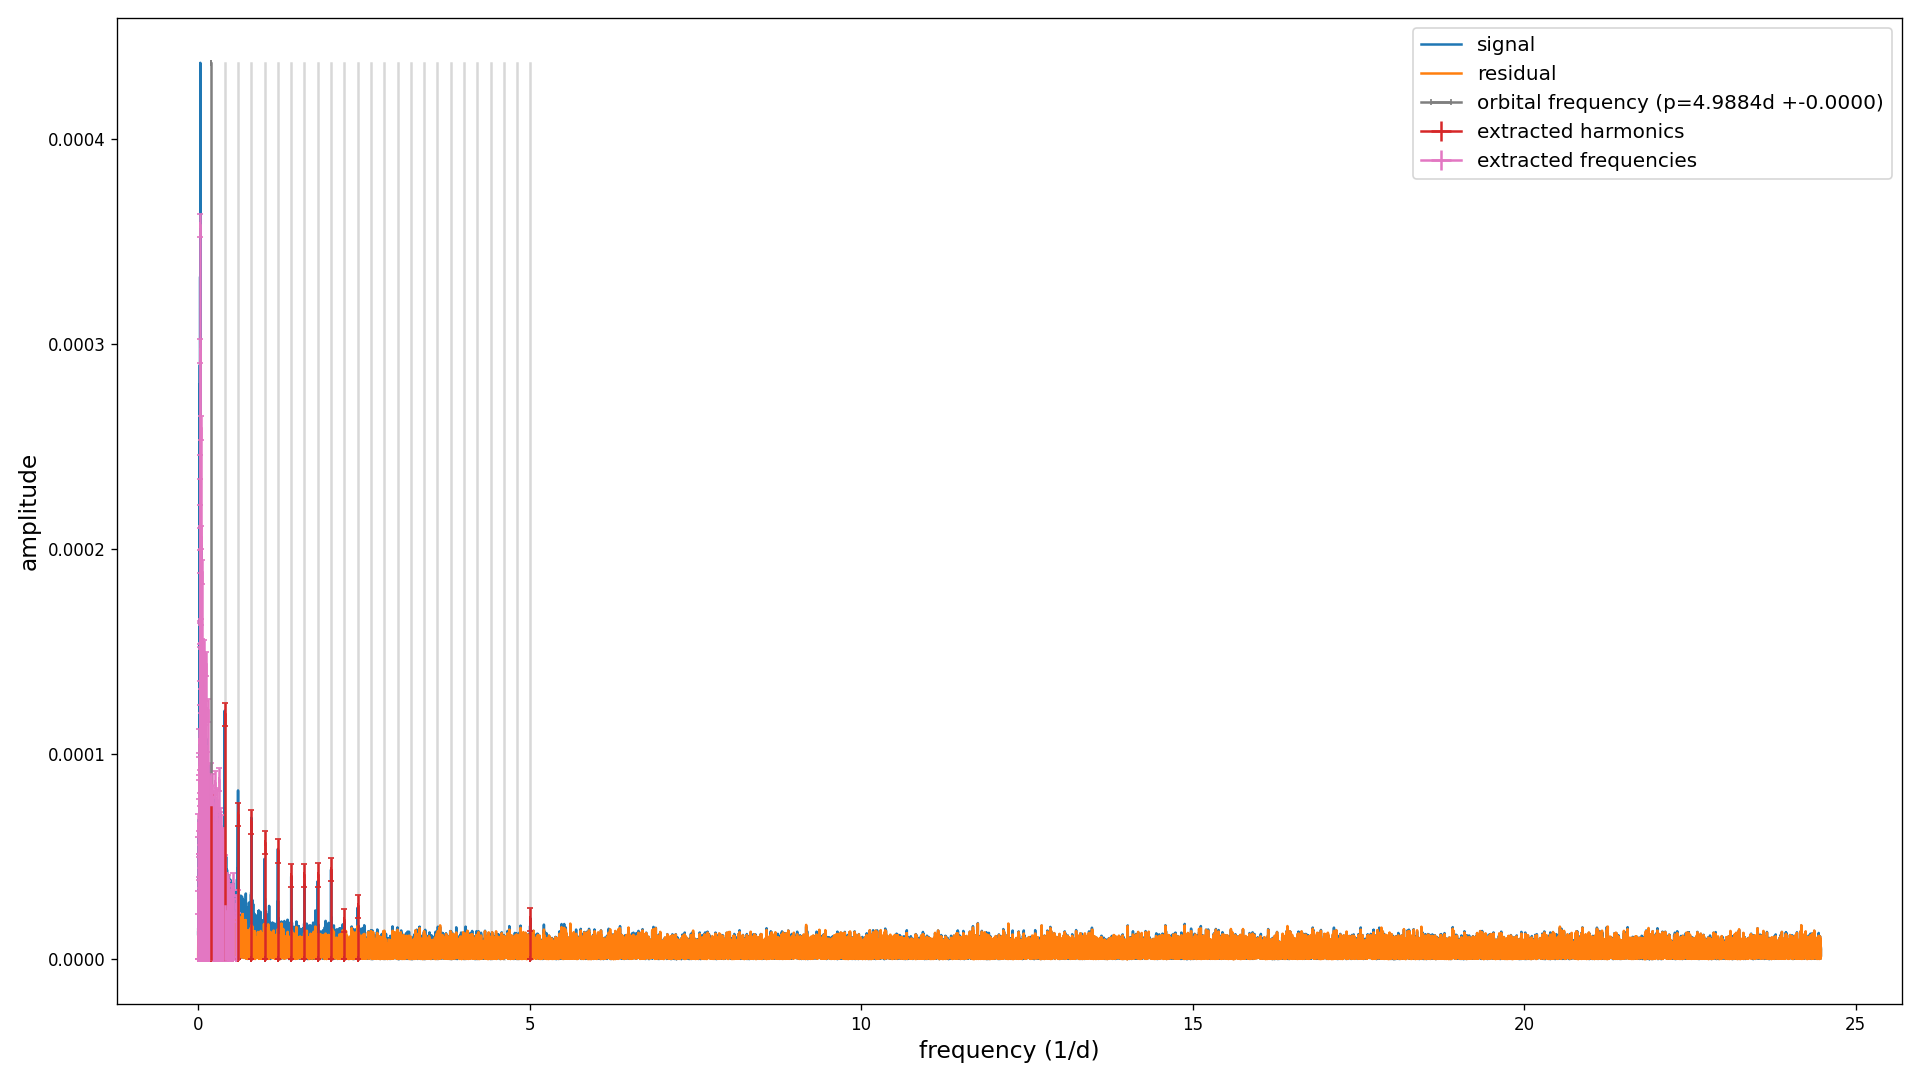 signal
residual
orbital frequency (p=4.9884d +-0.0000)
extracted harmonics
extracted frequencies
amplitude
0.0004
0.0003
0.0002
0.0001
0.0000
0 5 10 15 20 25
frequency (1/d)